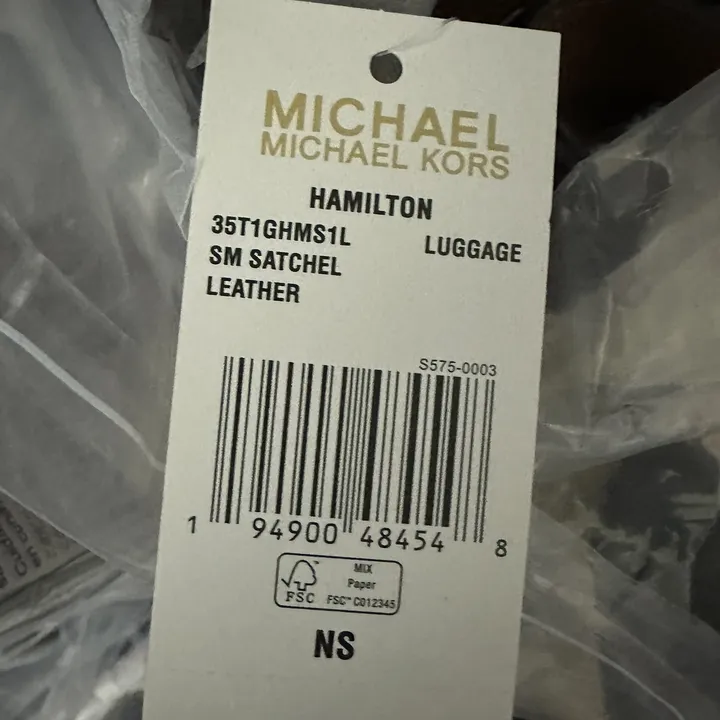 MICHAEL
MICHAEL KORS
HAMILTON
35T1GHMS1L LUGGAGE
SM SATCHEL
LEATHER
S575-0003
1 94900 48454 8
FSC
MIX
Paper
FSC™ C012345
NS